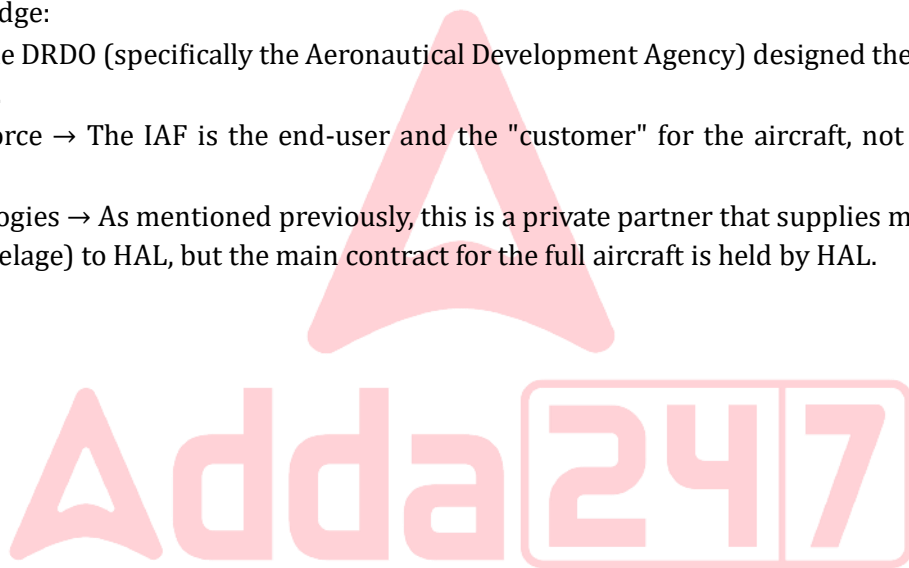 dge:
e DRDO (specifically the Aeronautical Development Agency) designed the
orce → The IAF is the end-user and the "customer" for the aircraft, not
ogies → As mentioned previously, this is a private partner that supplies m
elage) to HAL, but the main contract for the full aircraft is held by HAL.
Adda247